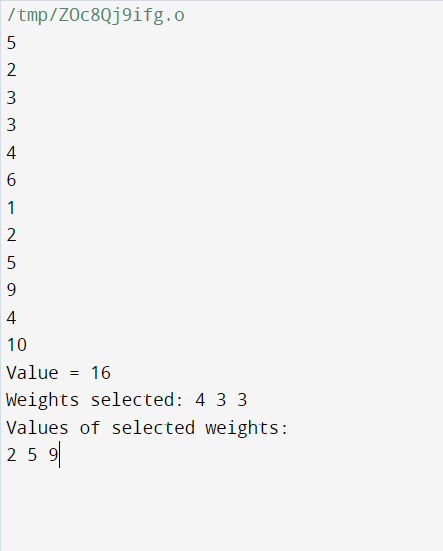 /tmp/ZOc8Qj9ifg.o
5
2
3
3
4
6
1
2
5
9
4
10
Value = 16
Weights selected: 4 3 3
Values of selected weights:
2 5 9